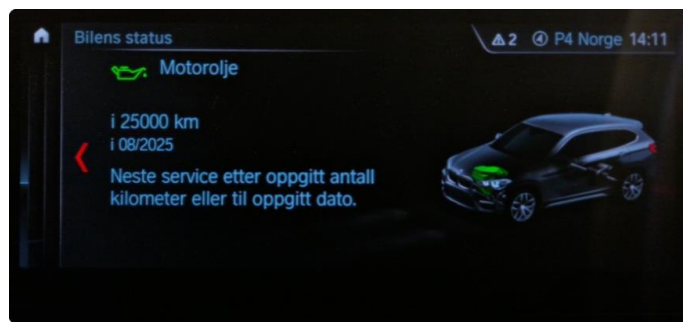 Bilens status
2 P4 Norge 14:11
Motorolje
i 25000 km
i 08/2025
Neste service etter oppgitt antall
kilometer eller til oppgitt dato.